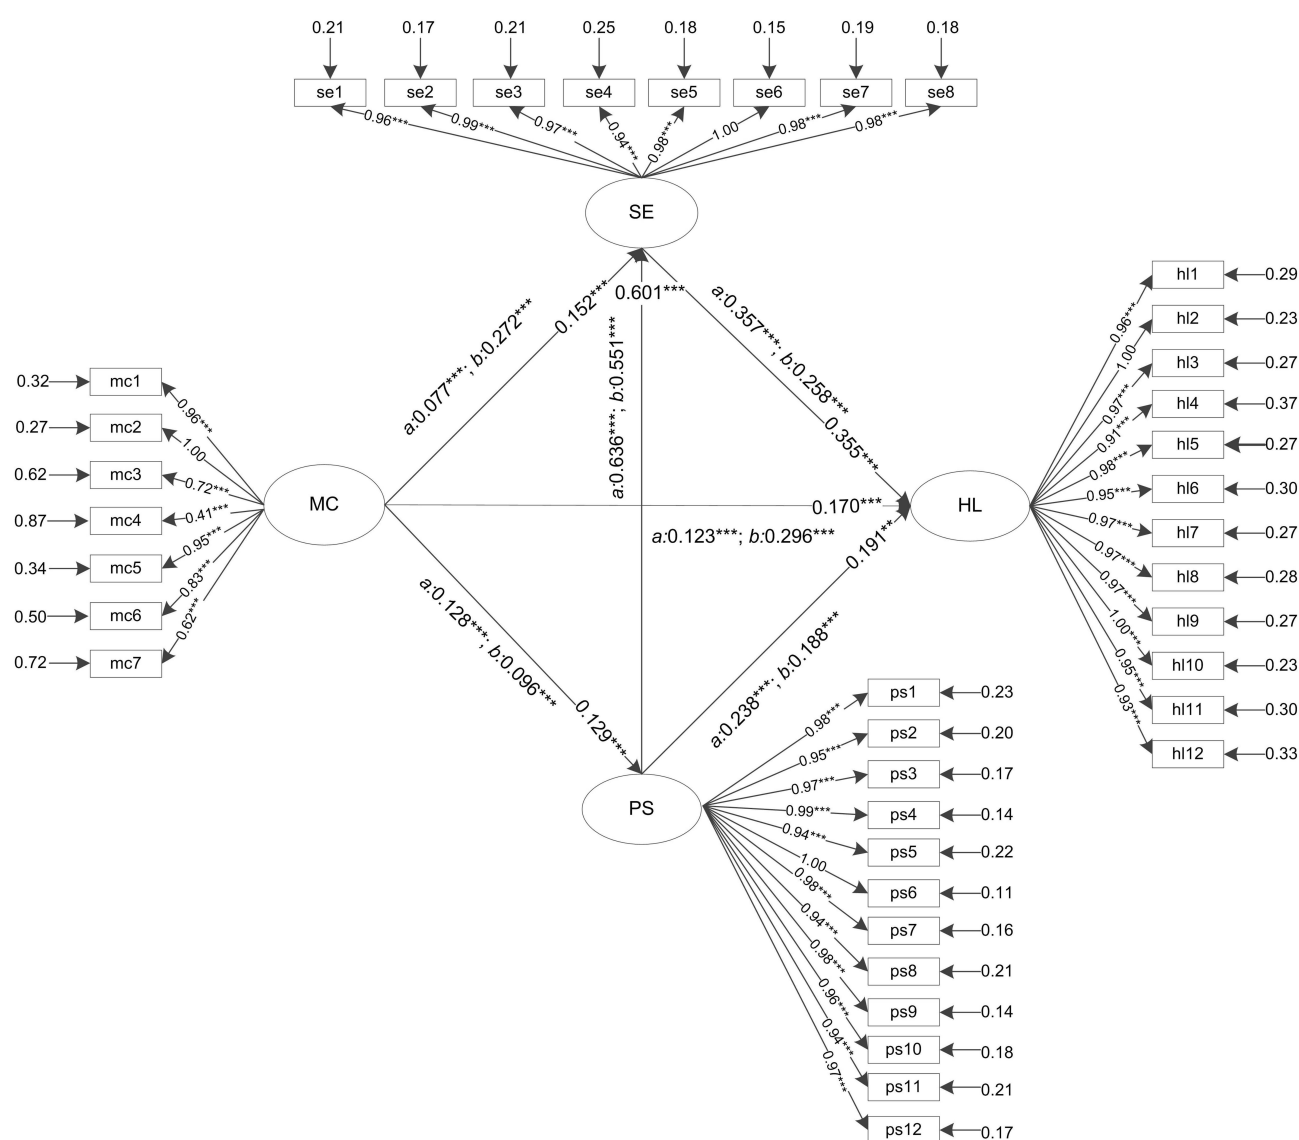 0.21 0.17 0.21 0.25 0.18 0.15 0.19 0.18
se1 se2 se3 se4 se5 se6 se7 se8
0.96*** 0.99*** 0.97*** 0.94*** 0.98*** 1.00 0.98*** 0.98***
SE
a:0.077***; b:0.272***
0.152***
0.601***
a:0.636***; b:0.551***
a:0.357***; b:0.258***
0.355***
0.32 mc1 0.96***
0.27 mc2 1.00
0.62 mc3 0.72***
0.87 mc4 0.41***
0.34 mc5 0.95***
0.50 mc6 0.83***
0.72 mc7 0.62***
MC
0.170***
a:0.123***; b:0.296***
HL
0.96*** hl1 0.29
1.00 hl2 0.23
0.97*** hl3 0.27
0.91*** hl4 0.37
0.98*** hl5 0.27
0.95*** hl6 0.30
0.97*** hl7 0.27
0.97*** hl8 0.28
0.97*** hl9 0.27
1.00*** hl10 0.23
0.95*** hl11 0.30
0.93*** hl12 0.33
a:0.128***; b:0.096***
0.129***
0.191**
a:0.238***; b:0.188***
PS
0.98*** ps1 0.23
0.95*** ps2 0.20
0.97*** ps3 0.17
0.99*** ps4 0.14
0.94*** ps5 0.22
1.00 ps6 0.11
0.98*** ps7 0.16
0.94*** ps8 0.21
0.98*** ps9 0.14
0.96*** ps10 0.18
0.94*** ps11 0.21
0.97*** ps12 0.17